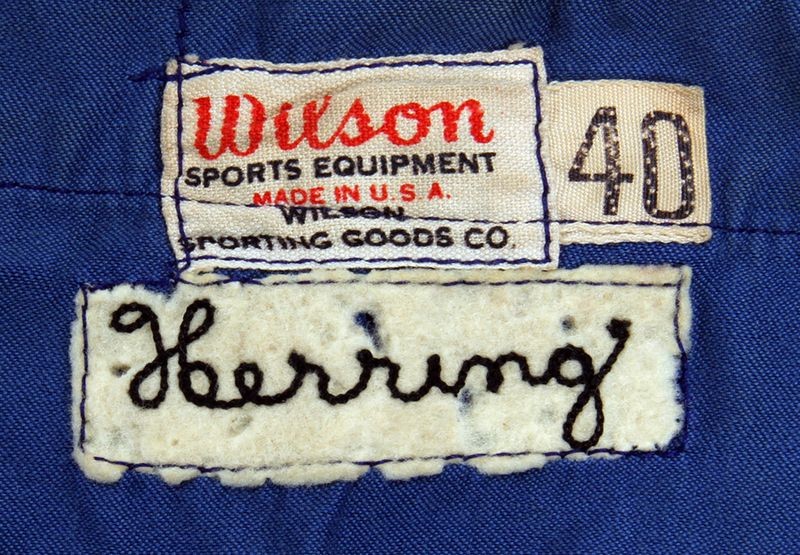 Wilson
SPORTS EQUIPMENT
MADE IN U.S.A.
WILSON
SPORTING GOODS CO.
40
Herring